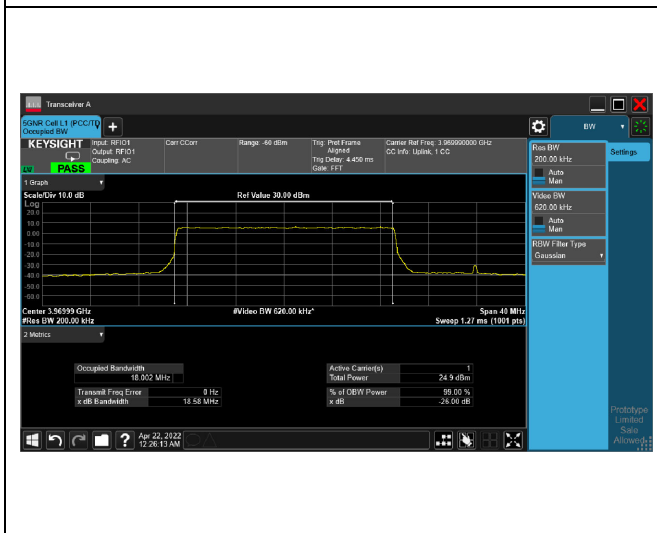 Transceiver A
5GNR Cell L1 (PCC/TD
Occupied BW
+
KEYSIGHT
PASS
Input: RFIO1
Output: RFIO1
Coupling: AC
Corr CCorr
Range: -60 dBm
Trig: Pret Frame
Aligned
Trig Delay: 4.450 ms
Gate: FFT
Carrier Ref Freq, 3.969990000 GHz
CC Info: Uplink, 1 CC
1 Graph
Scale/Div 10.0 dB
Ref Value 30.00 dBm
Log
20.0
10.0
0.00
-10.0
-20.0
-30.0
-40.0
-50.0
-60.0
Center 3.96999 GHz
#Video BW 620.00 kHz*
Span 40 MHz
#Res BW 200.00 kHz
Sweep 1.27 ms (1001 pts)
2 Metrics
Occupied Bandwidth
18.002 MHz
Transmit Freq Error 0 Hz
x dB Bandwidth 18.58 MHz
Active Carrier(s) 1
Total Power 24.9 dBm
% of OBW Power 99.00 %
x dB -26.00 dB
BW
Settings
Res BW
200.00 kHz
Auto
Man
Video BW
620.00 kHz
Auto
Man
RBW Filter Type
Gaussian
Prototype
Limited
Sale
Allowed
?
Apr 22, 2022
12:26:13 AM